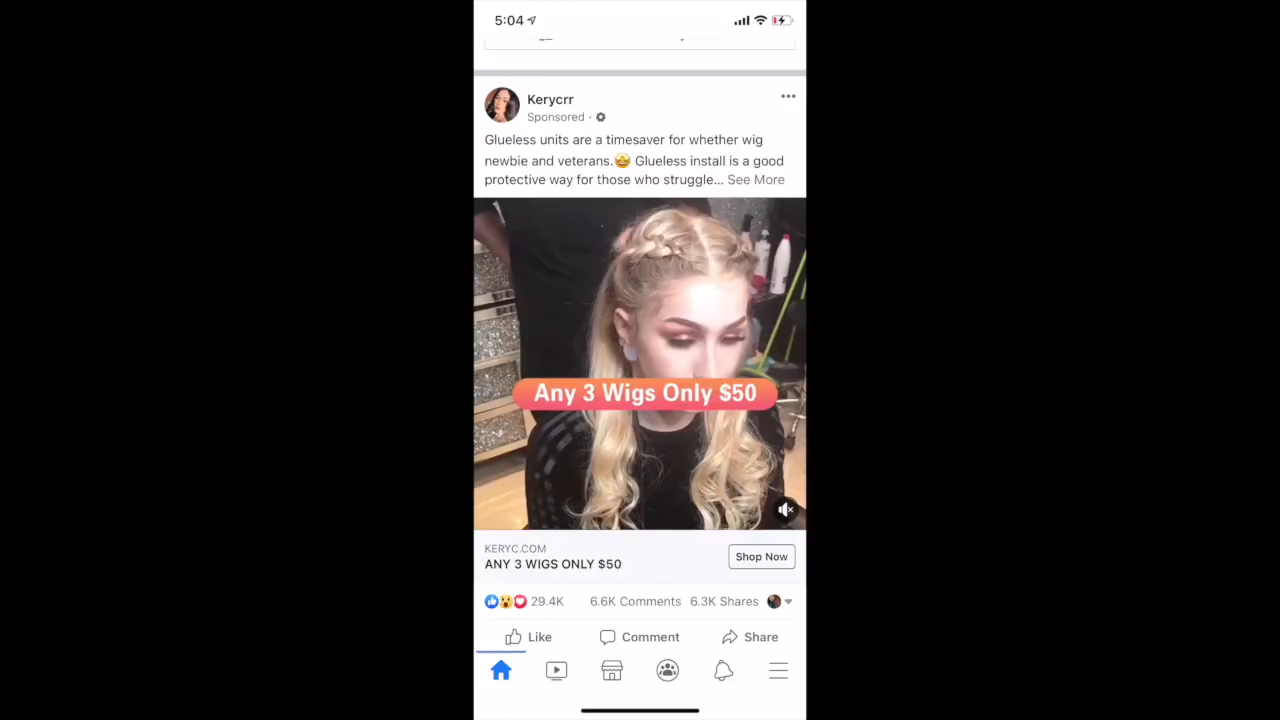 5:04
Kerycrr
Sponsored ·
Glueless units are a timesaver for whether wig
newbie and veterans.🤩 Glueless install is a good
protective way for those who struggle... See More
Any 3 Wigs Only $50
KERYC.COM
ANY 3 WIGS ONLY $50
Shop Now
29.4K 6.6K Comments 6.3K Shares
Like Comment Share